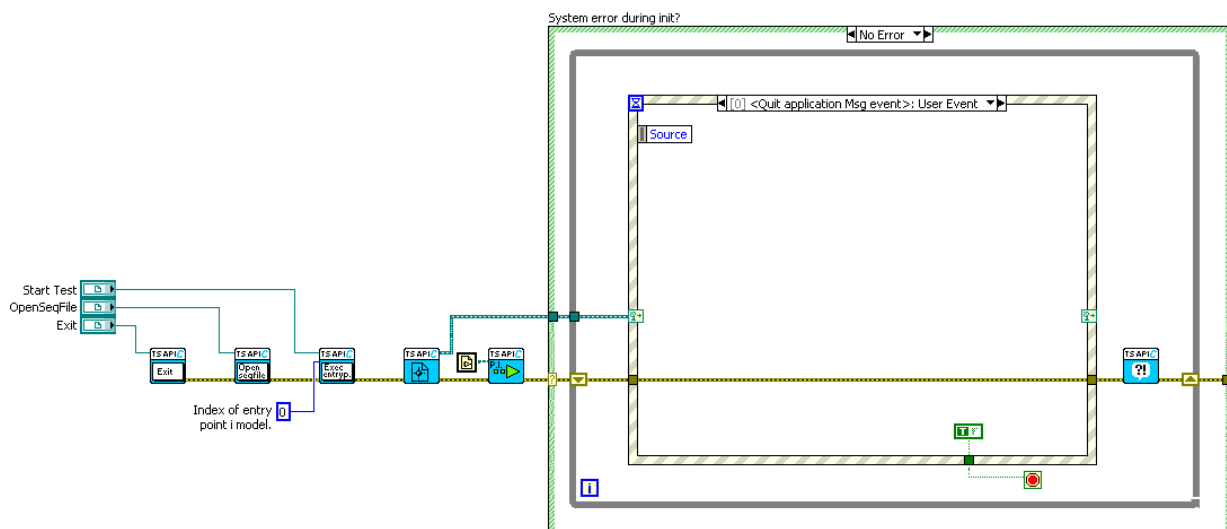 System error during init?
No Error
[0] <Quit application Msg event>: User Event
Source
Start Test
OpenSeqFile
Exit
TS API C
Exit
TS API C
Open
seqfile
TS API C
Exec
entryp.
TS API C
TS API C
P.I.
TS API C
?!
Index of entry
point i model.
0
T
i